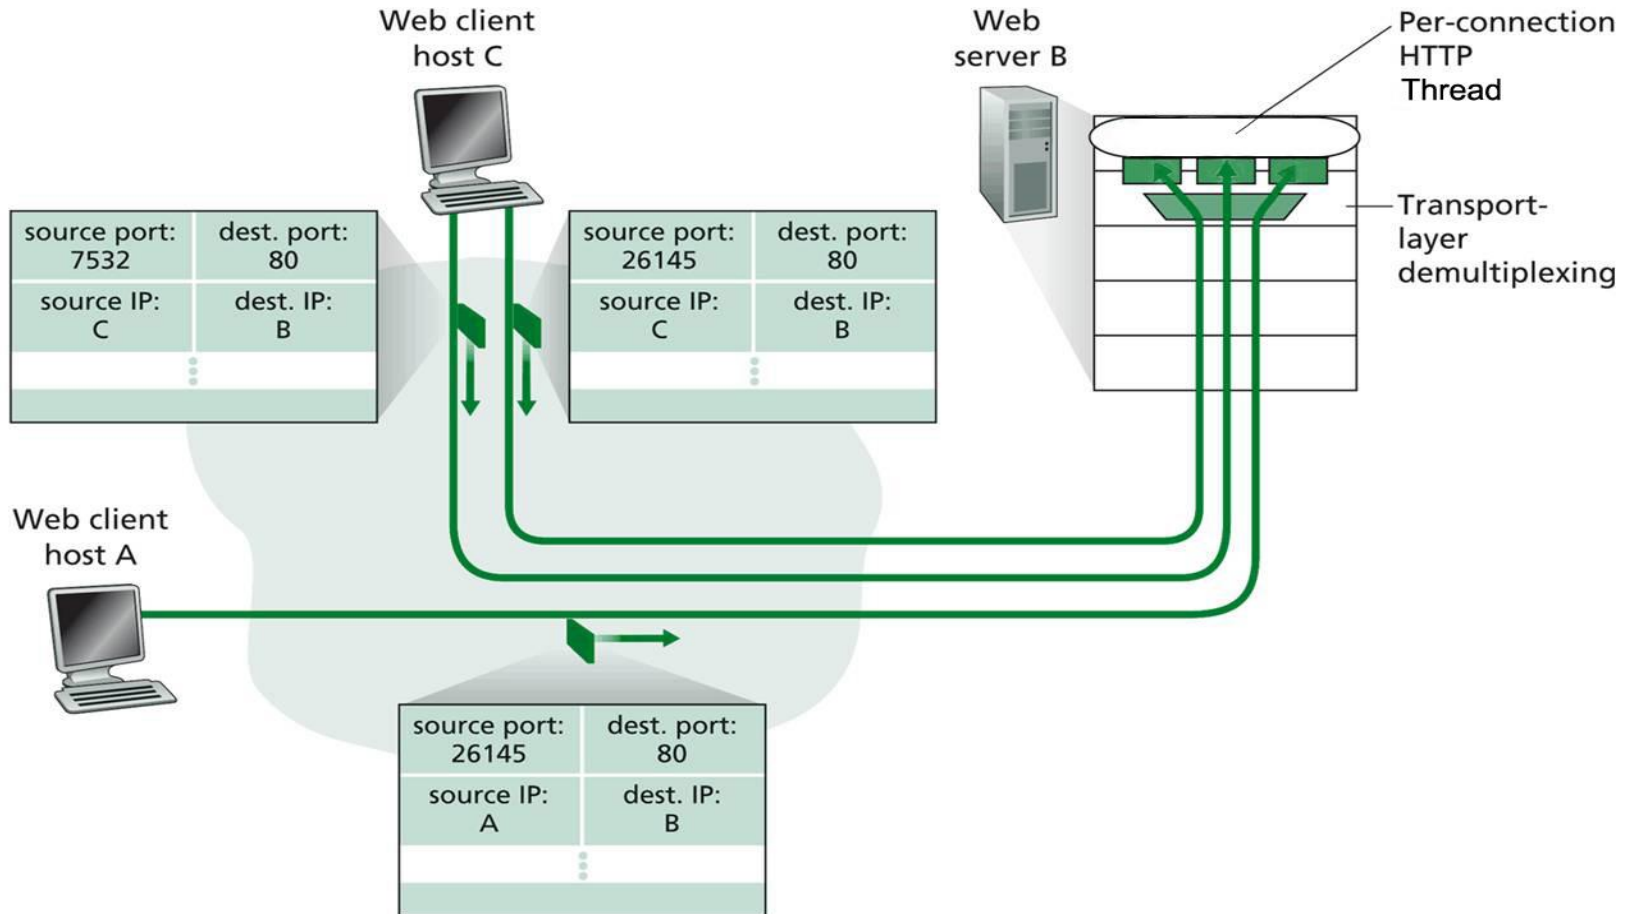 Web client
host C
Web
server B
Per-connection
HTTP
Thread
Transport-
layer
demultiplexing
source port:
7532
dest. port:
80
source IP:
C
dest. IP:
B
source port:
26145
dest. port:
80
source IP:
C
dest. IP:
B
Web client
host A
source port:
26145
dest. port:
80
source IP:
A
dest. IP:
B